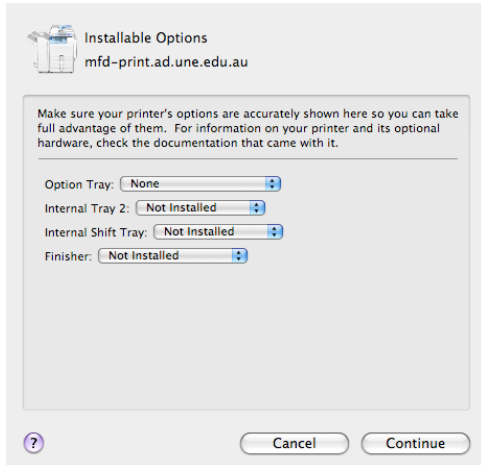 Installable Options
mfd-print.ad.une.edu.au
Make sure your printer's options are accurately shown here so you can take
full advantage of them. For information on your printer and its optional
hardware, check the documentation that came with it.
Option Tray: None
Internal Tray 2: Not Installed
Internal Shift Tray: Not Installed
Finisher: Not Installed
? Cancel Continue